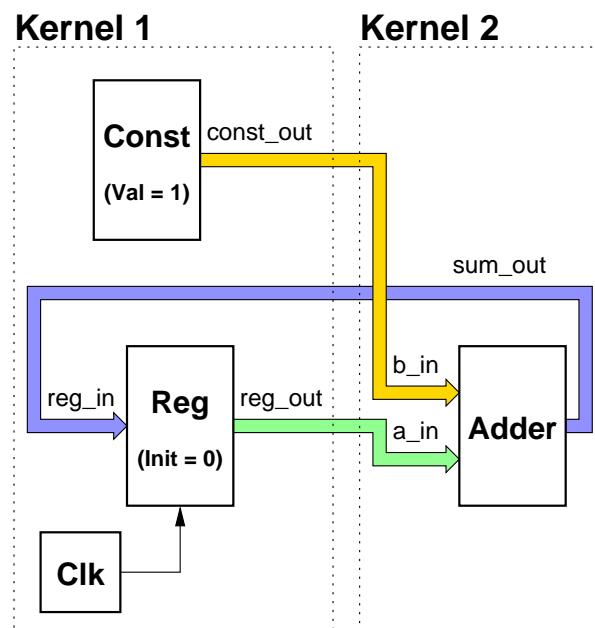 Kernel 1
Kernel 2
Const
(Val = 1)
const_out
sum_out
reg_in
Reg
(Init = 0)
reg_out
b_in
a_in
Adder
Clk